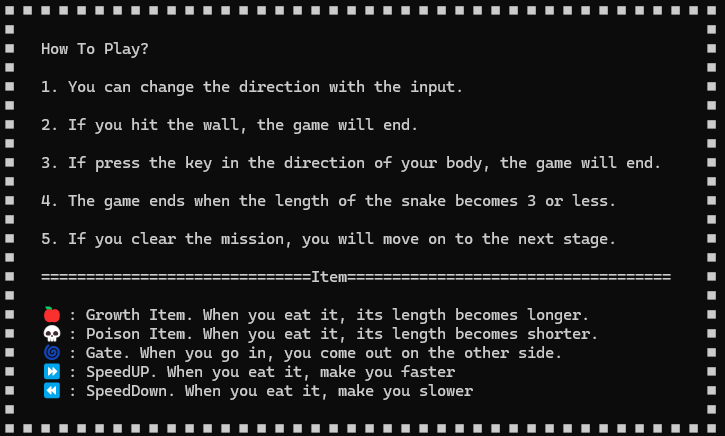 How To Play?
1. You can change the direction with the input.
2. If you hit the wall, the game will end.
3. If press the key in the direction of your body, the game will end.
4. The game ends when the length of the snake becomes 3 or less.
5. If you clear the mission, you will move on to the next stage.
==============================Item====================================
🍎 : Growth Item. When you eat it, its length becomes longer.
💀 : Poison Item. When you eat it, its length becomes shorter.
🌀 : Gate. When you go in, you come out on the other side.
⏩ : SpeedUP. When you eat it, make you faster
⏪ : SpeedDown. When you eat it, make you slower